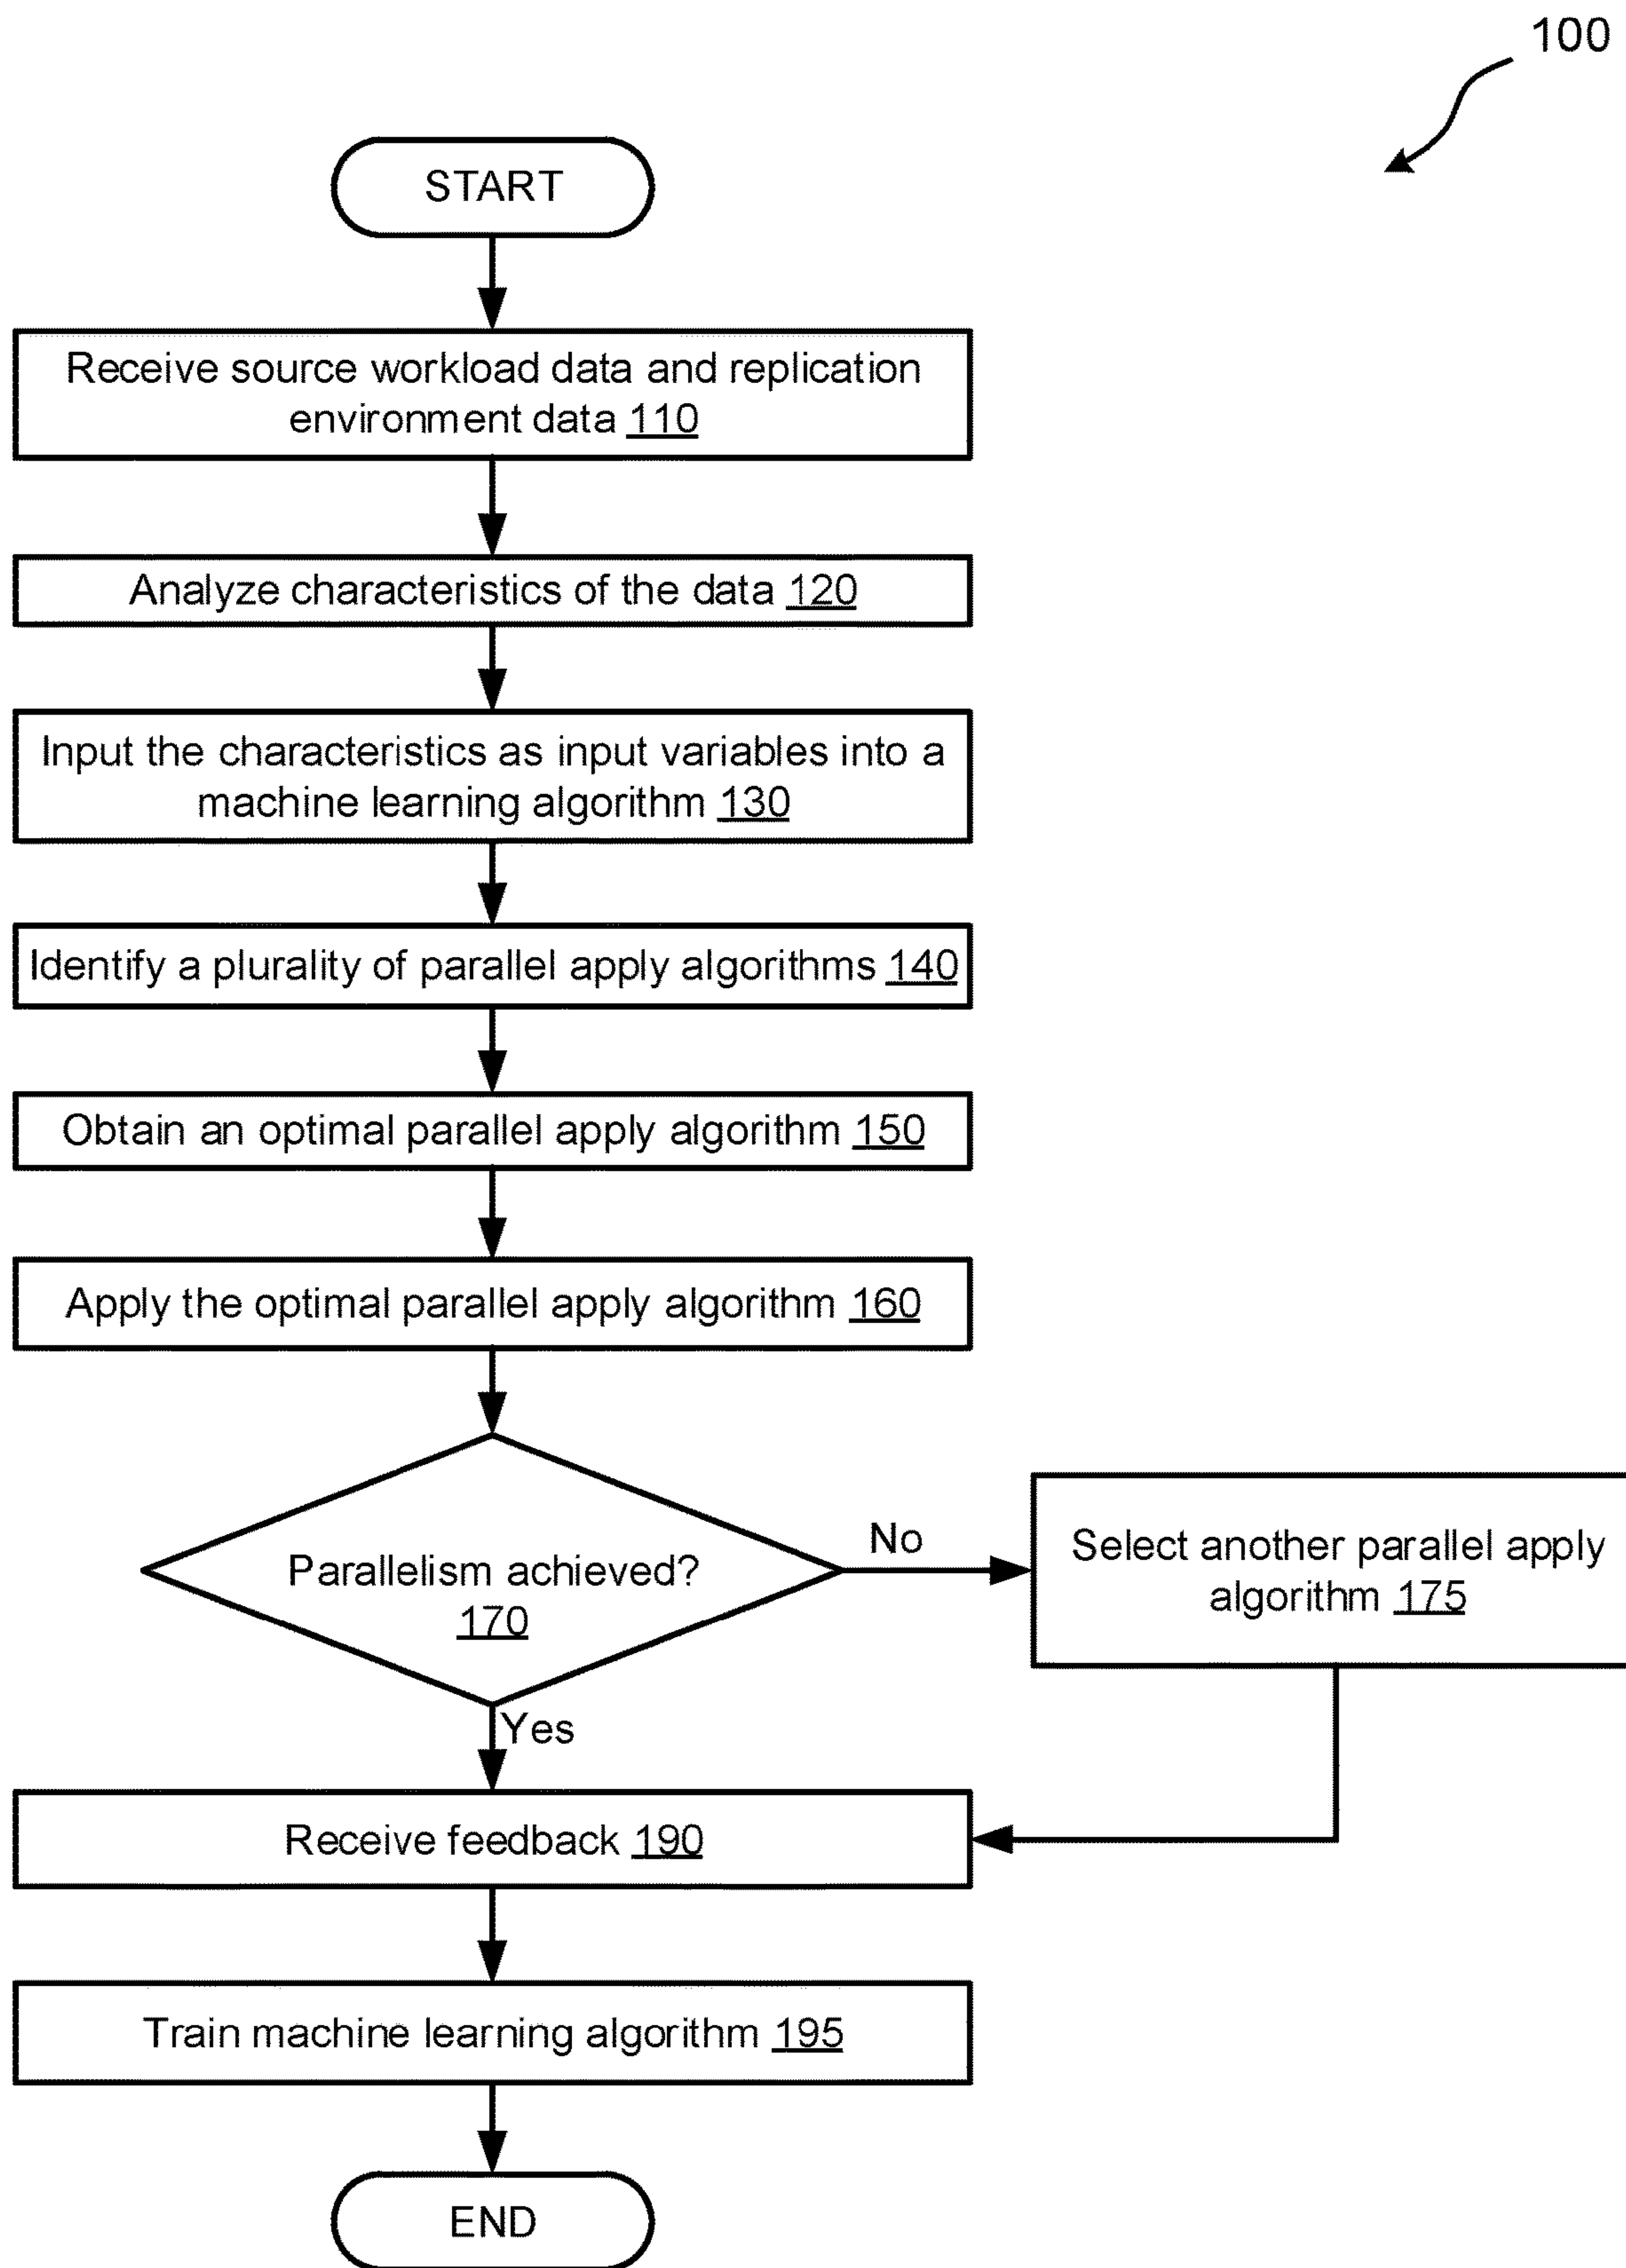 100
START
Receive source workload data and replication
environment data 110
Analyze characteristics of the data 120
Input the characteristics as input variables into a
machine learning algorithm 130
Identify a plurality of parallel apply algorithms 140
Obtain an optimal parallel apply algorithm 150
Apply the optimal parallel apply algorithm 160
Parallelism achieved?
170
No
Select another parallel apply
algorithm 175
Yes
Receive feedback 190
Train machine learning algorithm 195
END